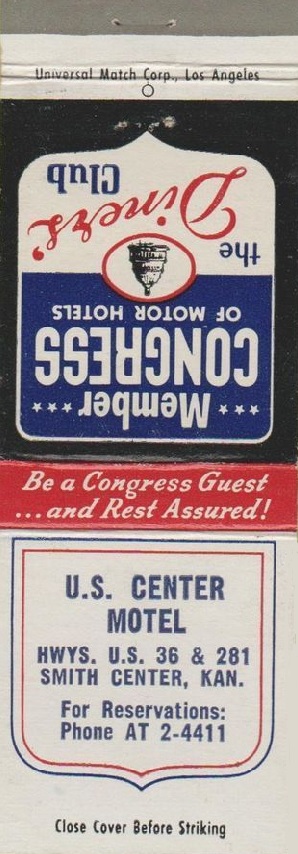 Universal Match Corp., Los Angeles
*** Member ***
CONGRESS
OF MOTOR HOTELS
the
Diners'
Club
Be a Congress Guest
...and Rest Assured!
U.S. CENTER
MOTEL
HWYS. U.S. 36 & 281
SMITH CENTER, KAN.
For Reservations:
Phone AT 2-4411
Close Cover Before Striking